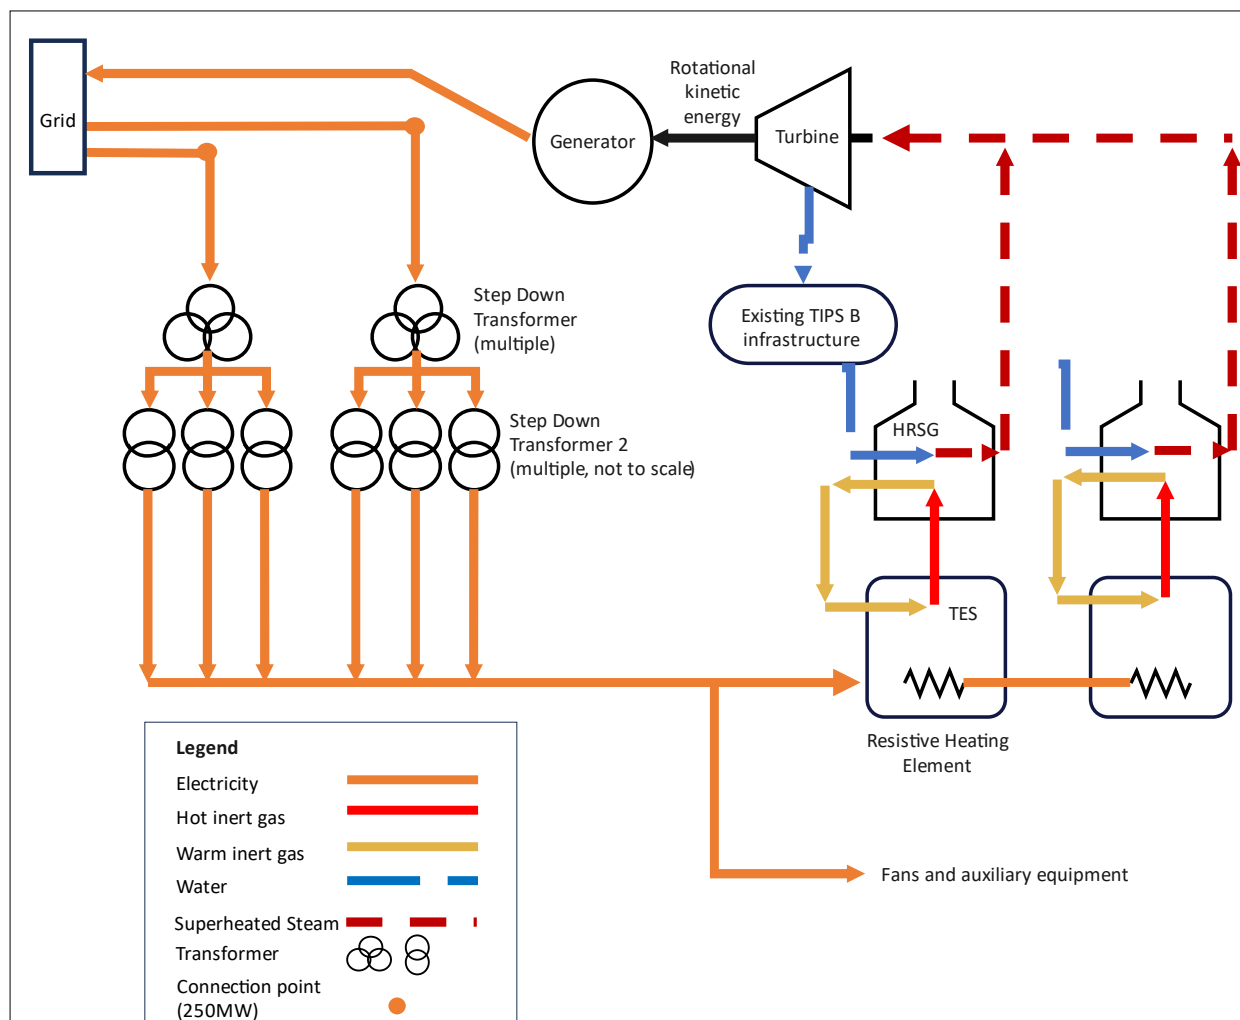 Grid
Generator
Rotational
kinetic
energy
Turbine
Existing TIPS B
infrastructure
Step Down
Transformer
(multiple)
Step Down
Transformer 2
(multiple, not to scale)
HRSG
TES
Resistive Heating
Element
Fans and auxiliary equipment
Legend
Electricity
Hot inert gas
Warm inert gas
Water
Superheated Steam
Transformer
Connection point
(250MW)